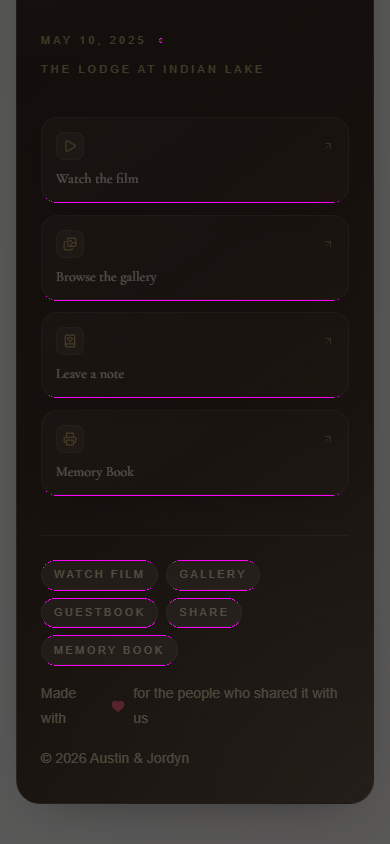 MAY 10, 2025
THE LODGE AT INDIAN LAKE
Watch the film
Browse the gallery
Leave a note
Memory Book
WATCH FILM GALLERY
GUESTBOOK SHARE
MEMORY BOOK
Made with for the people who shared it with us
© 2026 Austin & Jordyn